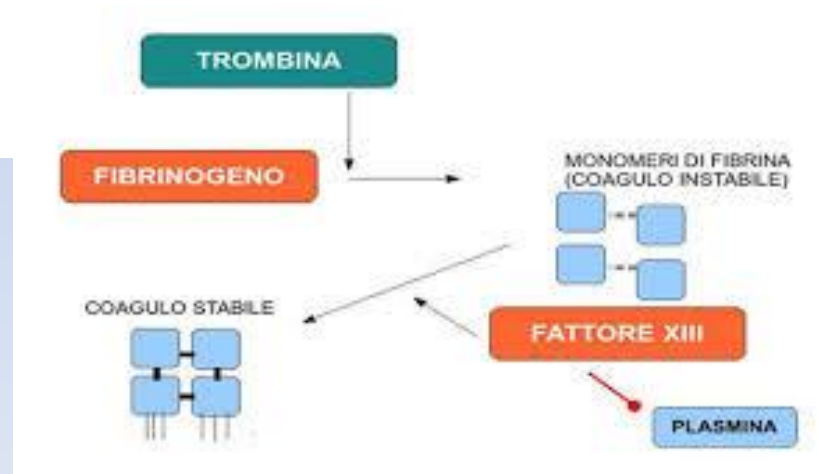 TROMBINA
FIBRINOGENO
MONOMERI DI FIBRINA
(COAGULO INSTABILE)
COAGULO STABILE
FATTORE XIII
PLASMINA